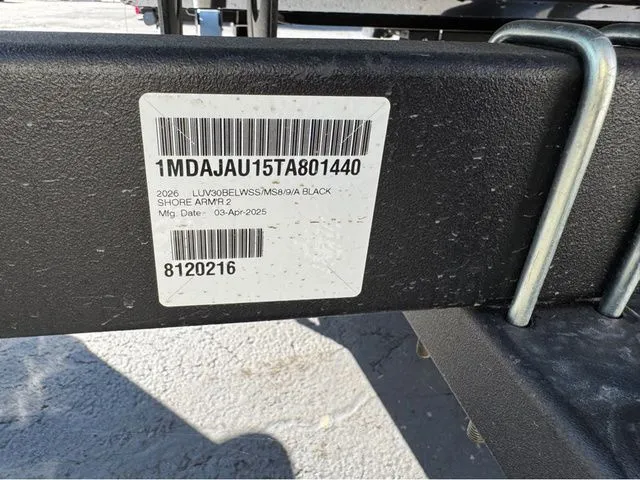 1MDAJAU15TA801440
2026 LUV30BELWSS/MS8/9/A BLACK
SHORE ARM'R 2
Mfg. Date - 03-Apr-2025
8120216